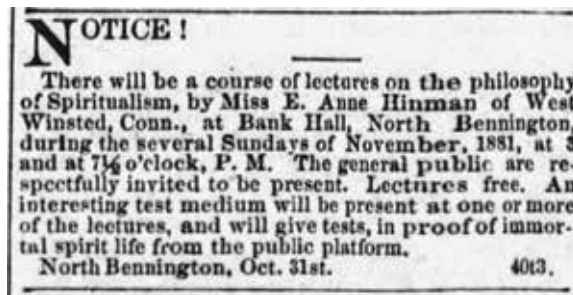 NOTICE!
There will be a course of lectures on the philosophy
of Spiritualism, by Miss E. Anne Hinman of West
Winsted, Conn., at Bank Hall, North Bennington,
during the several Sundays of November, 1881, at 3
and at 7½ o'clock, P. M. The general public are re-
spectfully invited to be present. Lectures free. An
interesting test medium will be present at one or more
of the lectures, and will give tests, in proof of immor-
tal spirit life from the public platform.
North Bennington, Oct. 31st. 40t3.